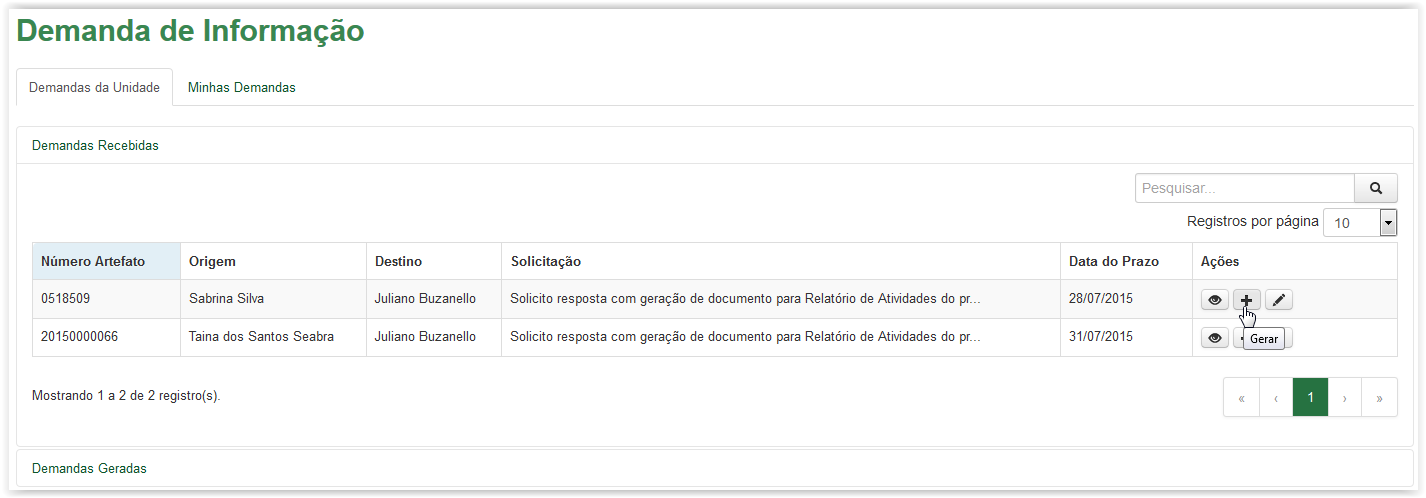 Demanda de Informação
Demandas da Unidade Minhas Demandas
Demandas Recebidas
Pesquisar...
Registros por página 10
Número Artefato Origem Destino Solicitação Data do Prazo Ações
0518509 Sabrina Silva Juliano Buzanello Solicito resposta com geração de documento para Relatório de Atividades do pr... 28/07/2015
20150000066 Taina dos Santos Seabra Juliano Buzanello Solicito resposta com geração de documento para Relatório de Atividades do pr... 31/07/2015
Gerar
Mostrando 1 a 2 de 2 registro(s).
« ‹ 1 › »
Demandas Geradas